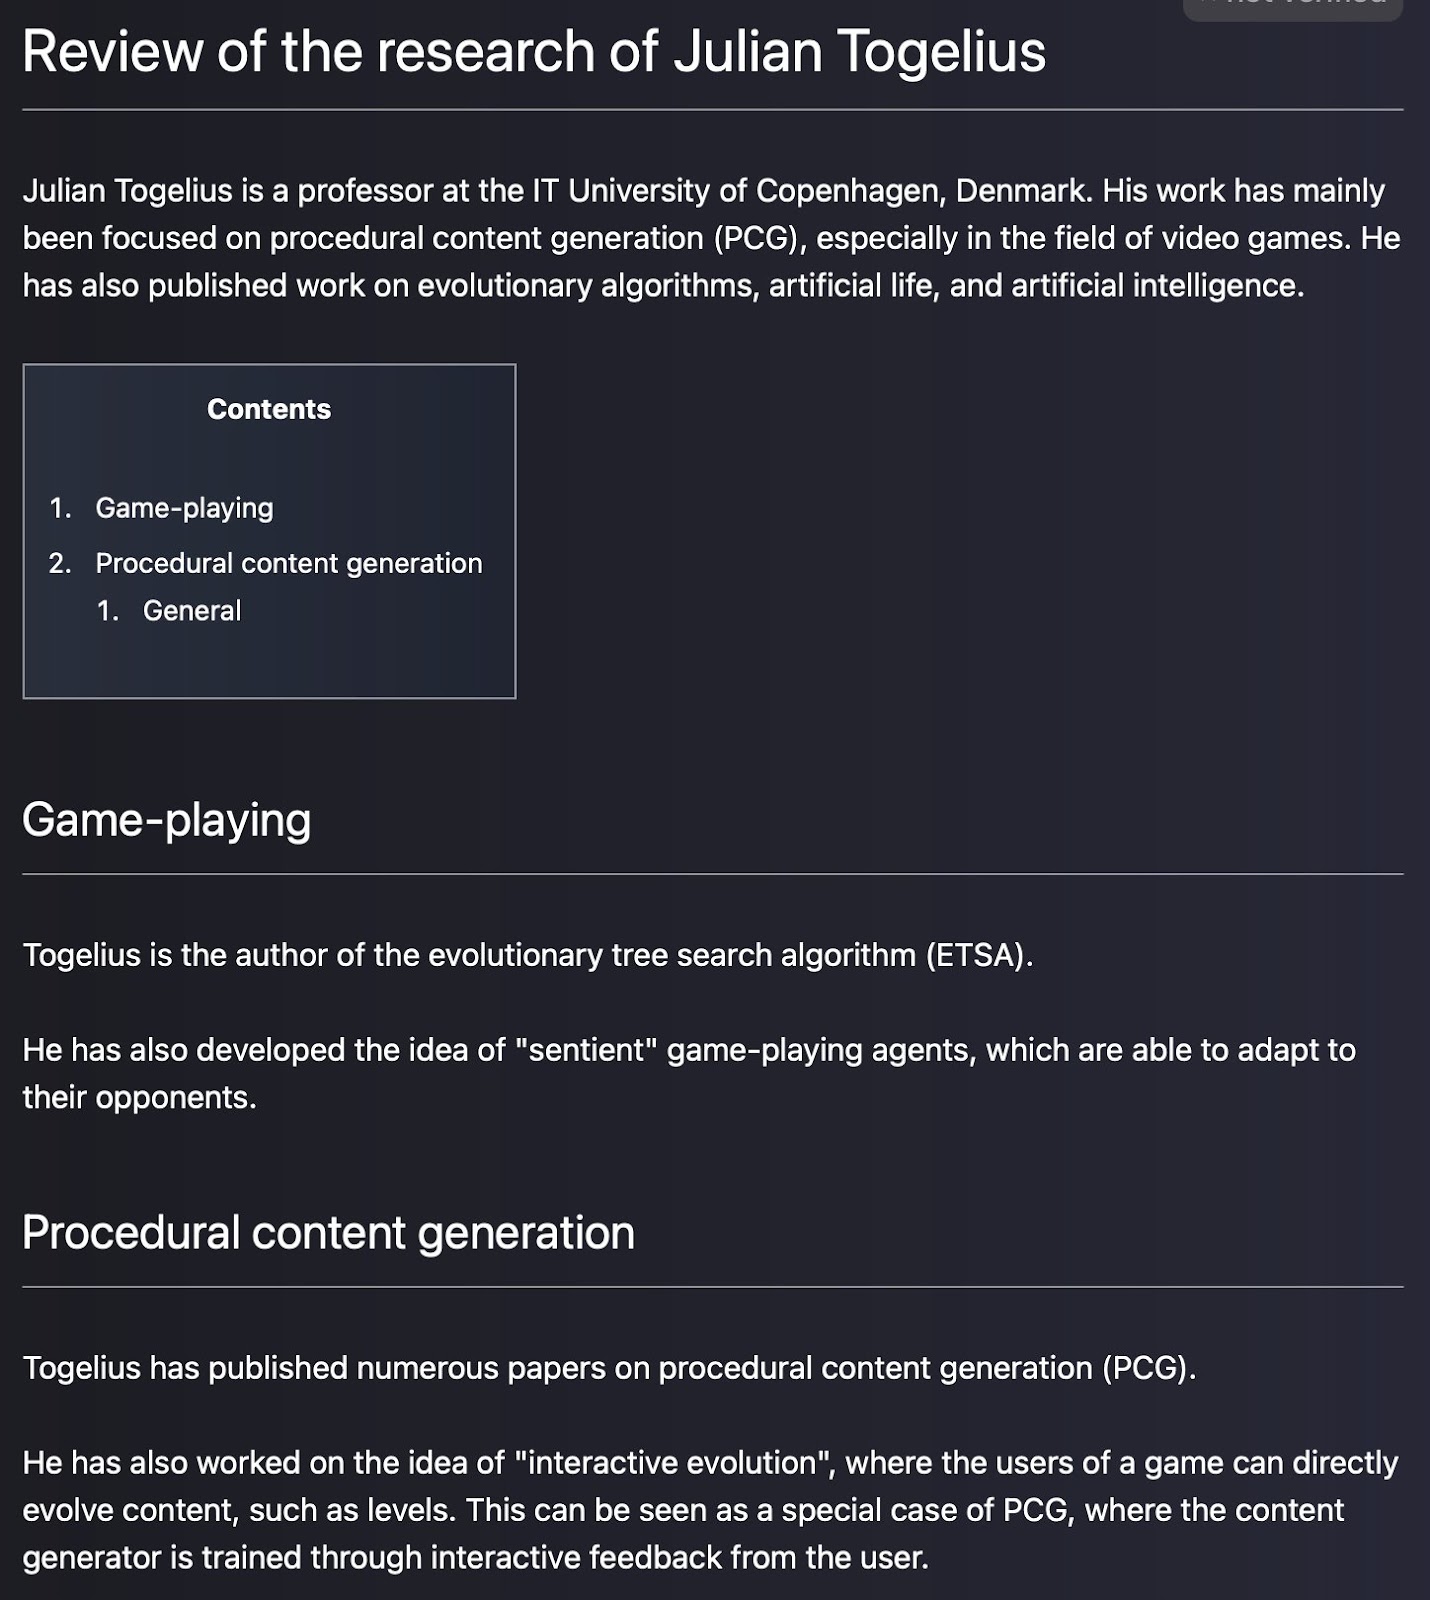 not verified
Review of the research of Julian Togelius
Julian Togelius is a professor at the IT University of Copenhagen, Denmark. His work has mainly
been focused on procedural content generation (PCG), especially in the field of video games. He
has also published work on evolutionary algorithms, artificial life, and artificial intelligence.
Contents
1. Game-playing
2. Procedural content generation
1. General
Game-playing
Togelius is the author of the evolutionary tree search algorithm (ETSA).
He has also developed the idea of "sentient" game-playing agents, which are able to adapt to
their opponents.
Procedural content generation
Togelius has published numerous papers on procedural content generation (PCG).
He has also worked on the idea of "interactive evolution", where the users of a game can directly
evolve content, such as levels. This can be seen as a special case of PCG, where the content
generator is trained through interactive feedback from the user.